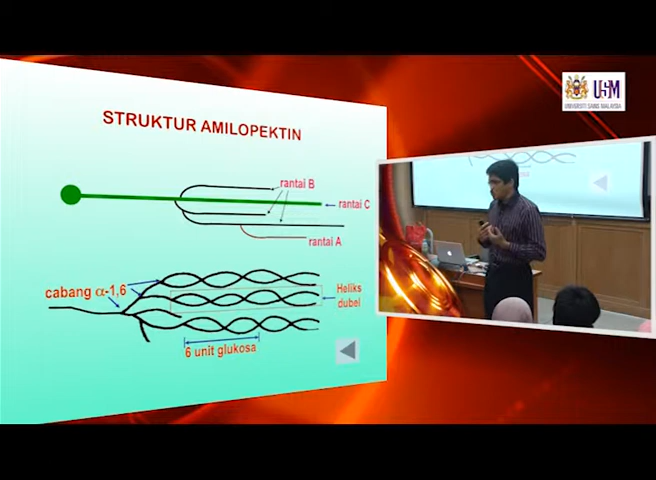 USM
UNIVERSITI SAINS MALAYSIA
STRUKTUR AMILOPEKTIN
rantai B
rantai C
rantai A
cabang α-1,6
Heliks
dubel
6 unit glukosa